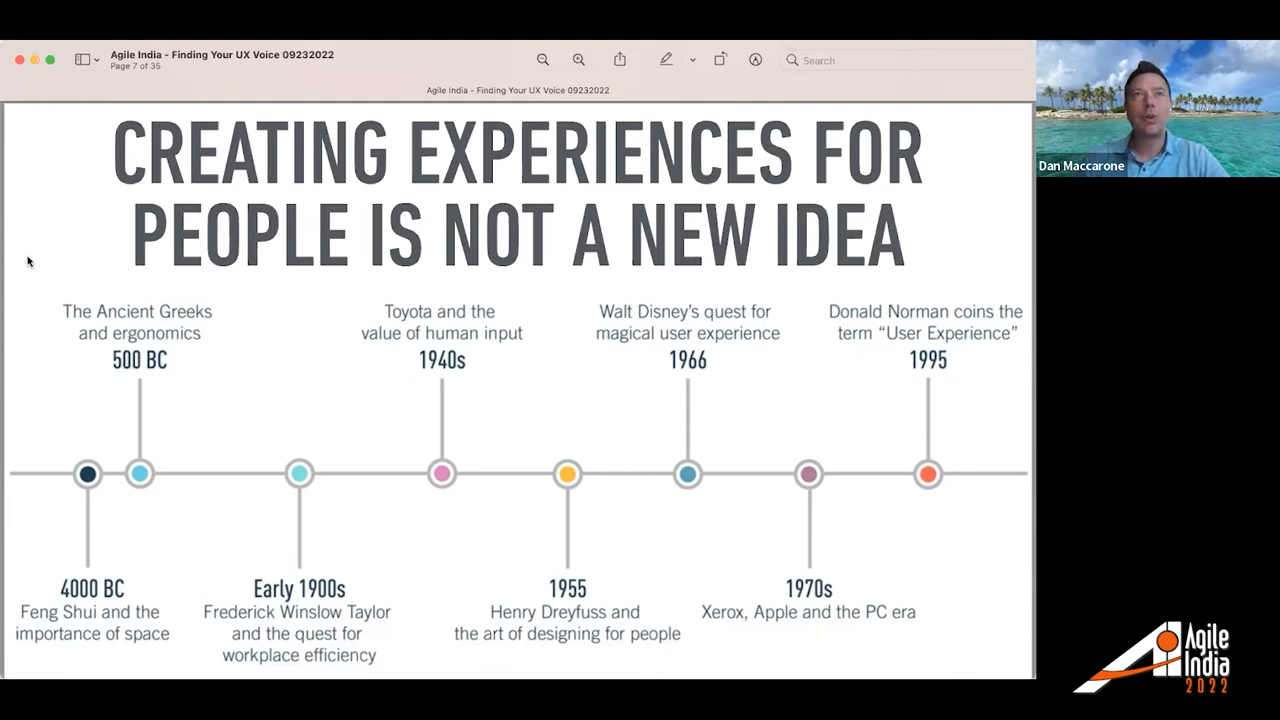 Agile India - Finding Your UX Voice 09232022
Page 7 of 35
Search
Agile India - Finding Your UX Voice 09232022
Dan Maccarone
CREATING EXPERIENCES FOR
PEOPLE IS NOT A NEW IDEA
The Ancient Greeks
and ergonomics
500 BC
Toyota and the
value of human input
1940s
Walt Disney’s quest for
magical user experience
1966
Donald Norman coins the
term “User Experience”
1995
4000 BC
Feng Shui and the
importance of space
Early 1900s
Frederick Winslow Taylor
and the quest for
workplace efficiency
1955
Henry Dreyfuss and
the art of designing for people
1970s
Xerox, Apple and the PC era
Agile
India
2022